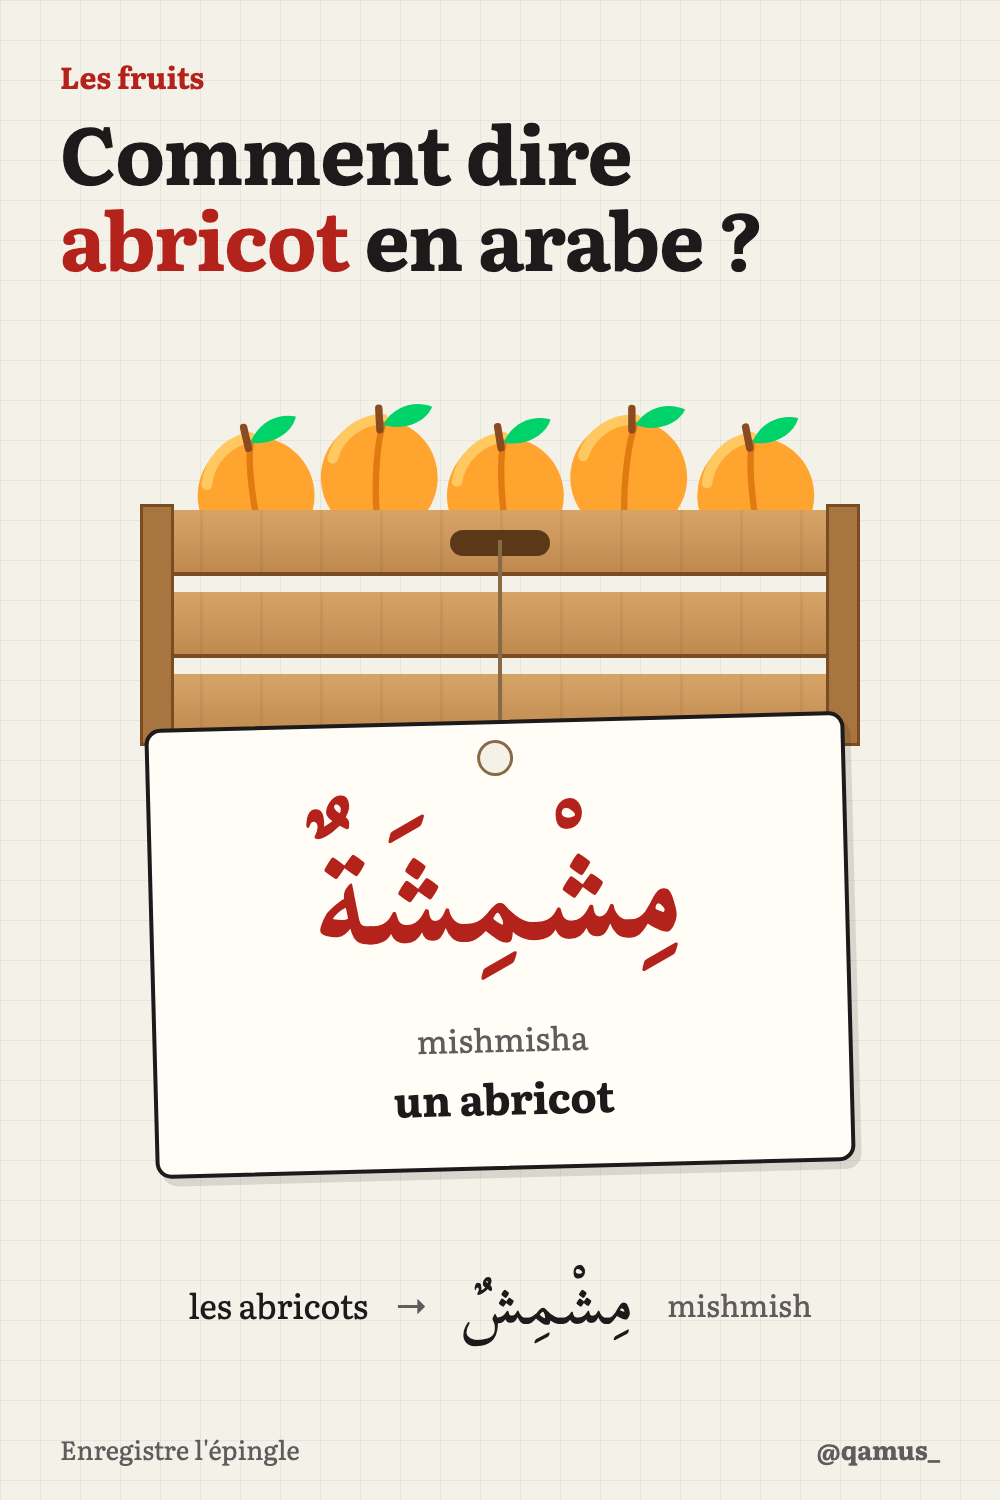 Les fruits
Comment dire
abricot en arabe ?
مِشْمِشَةٌ
mishmisha
un abricot
les abricots → مِشْمِشٌ mishmish
Enregistre l'épingle
@qamus_